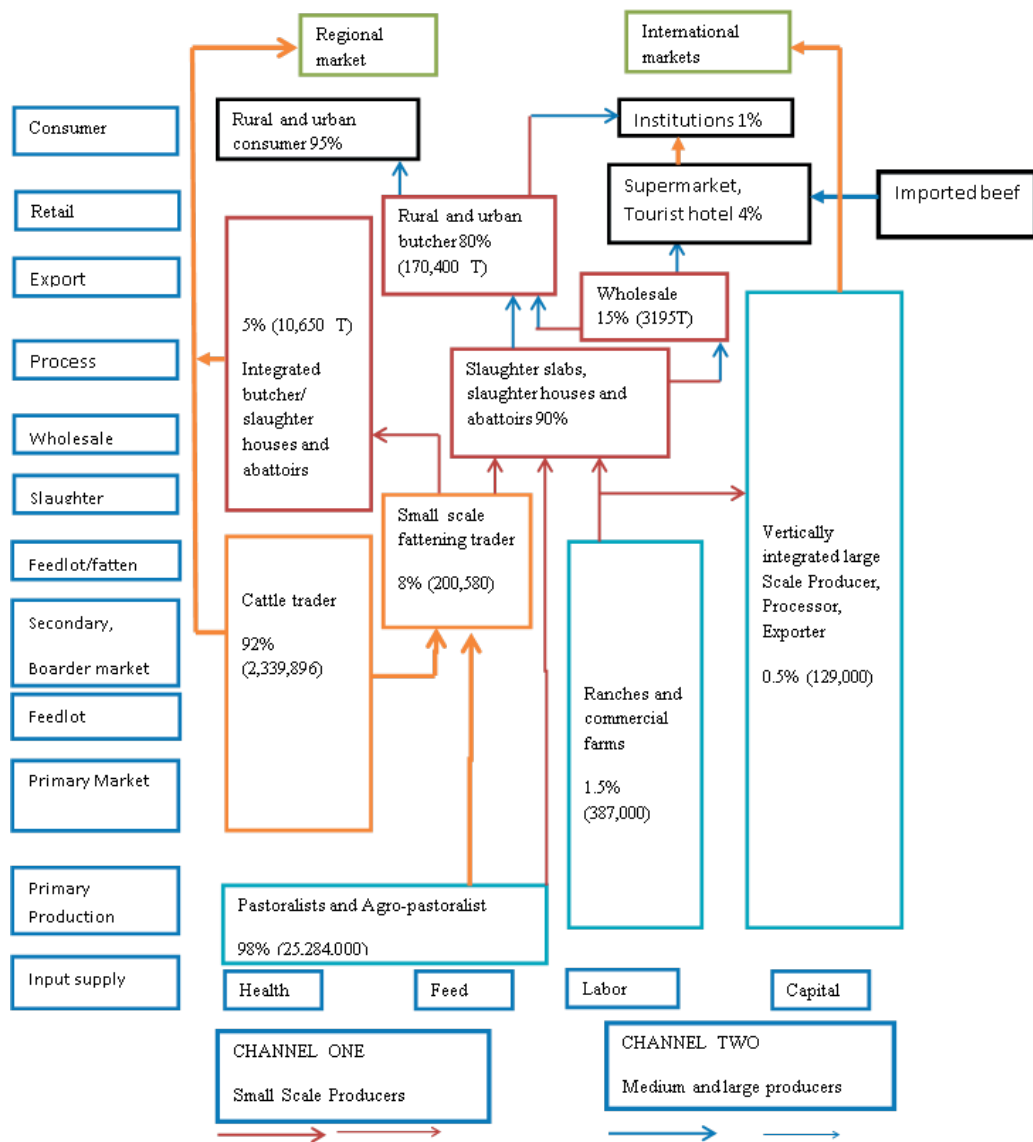 Regional
market
International
markets
Consumer
Rural and urban
consumer 95%
Institutions 1%
Retail
Rural and urban
butcher 80%
(170,400 T)
Supermarket,
Tourist hotel 4%
Imported beef
Export
5% (10,650 T)
Integrated
butcher/
slaughter
houses and
abattoirs
Wholesale
15% (3195T)
Process
Slaughter slabs,
slaughter houses and
abattoirs 90%
Wholesale
Slaughter
Small scale
fattening trader
8% (200,580)
Vertically
integrated large
Scale Producer,
Processor,
Exporter
0.5% (129,000)
Feedlot/fatten
Cattle trader
92%
(2,339,896)
Secondary,
Boarder market
Ranches and
commercial
farms
1.5%
(387,000)
Feedlot
Primary Market
Primary
Production
Pastoralists and Agro-pastoralist
98% (25,284,000)
Input supply
Health
Feed
Labor
Capital
CHANNEL ONE
Small Scale Producers
CHANNEL TWO
Medium and large producers